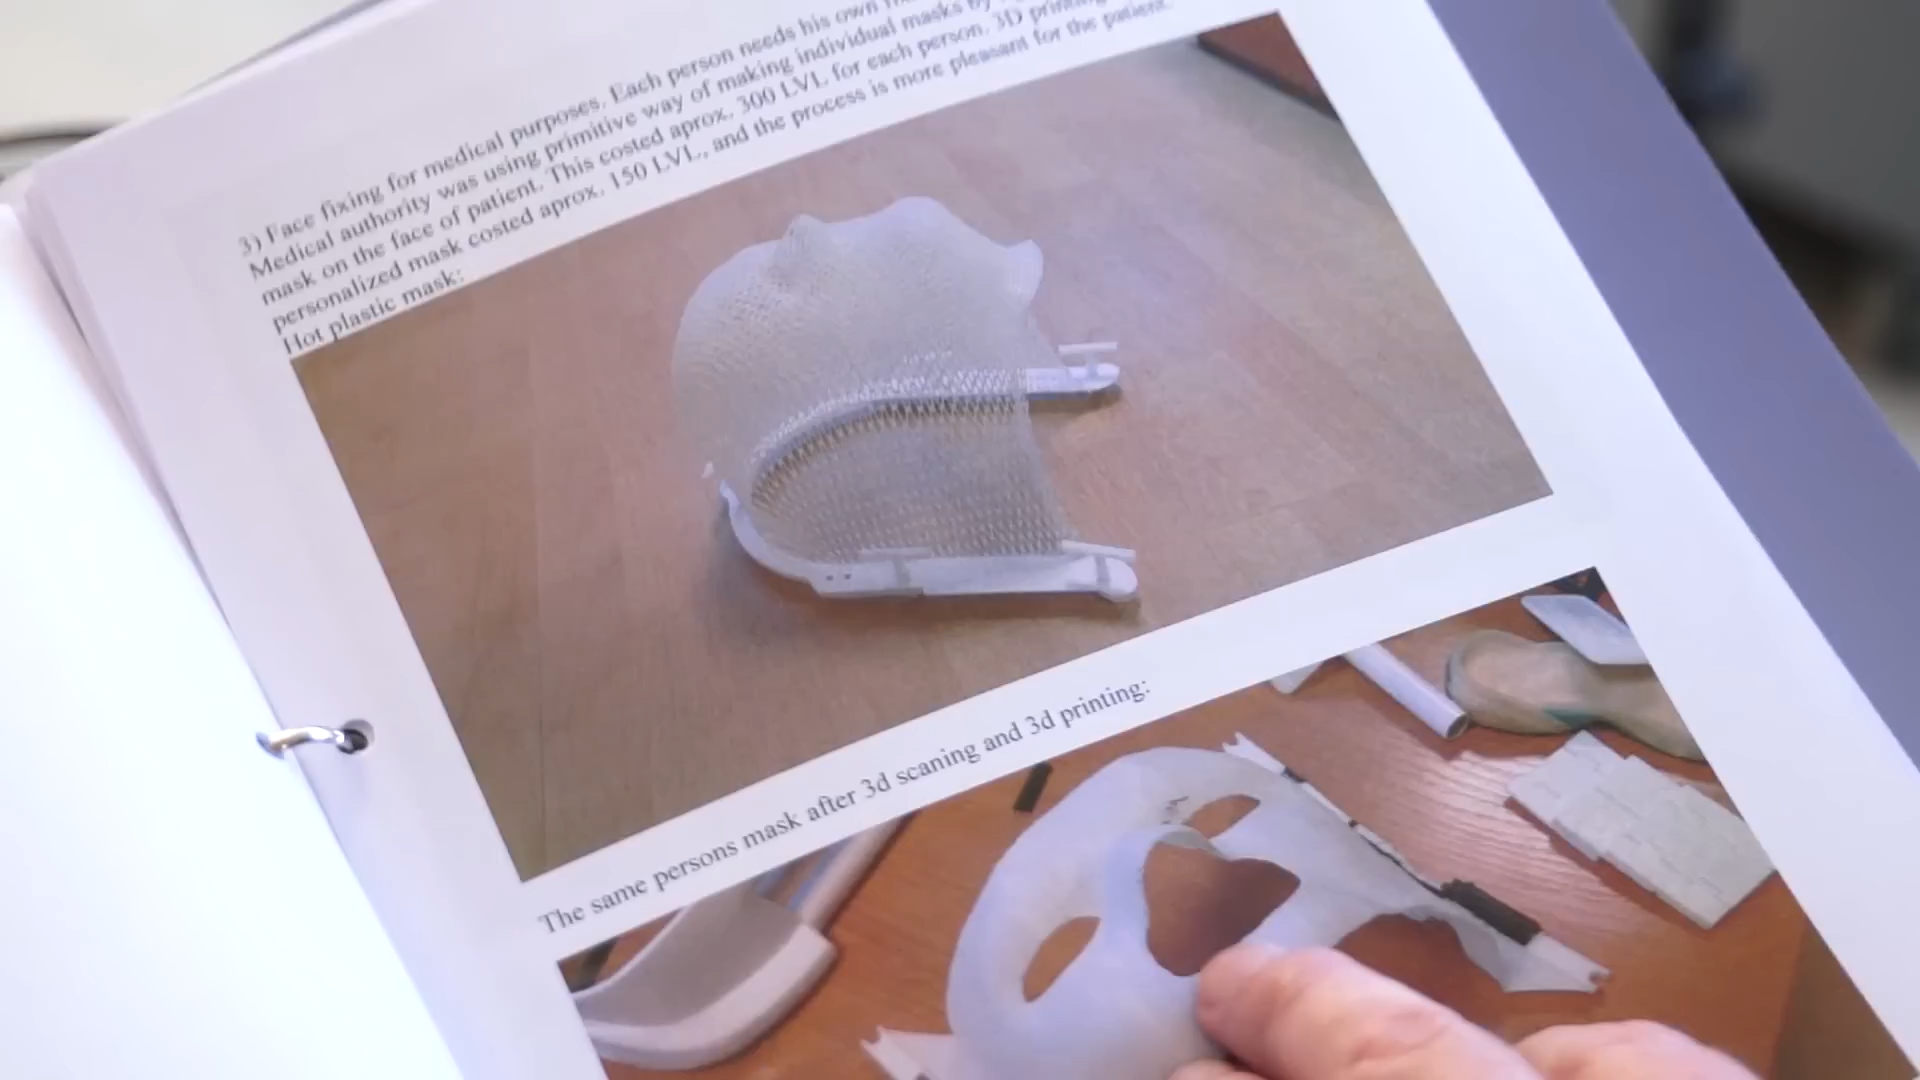 3) Face fixing for medical purposes. Each person needs his own
Medical authority was using primitive way of making individual masks by
mask on the face of patient. This costed aprox. 300 LVL for each person. 3D printing
personalized mask costed aprox. 150 LVL, and the process is more pleasant for the patient.
Hot plastic mask:
The same persons mask after 3d scaning and 3d printing: